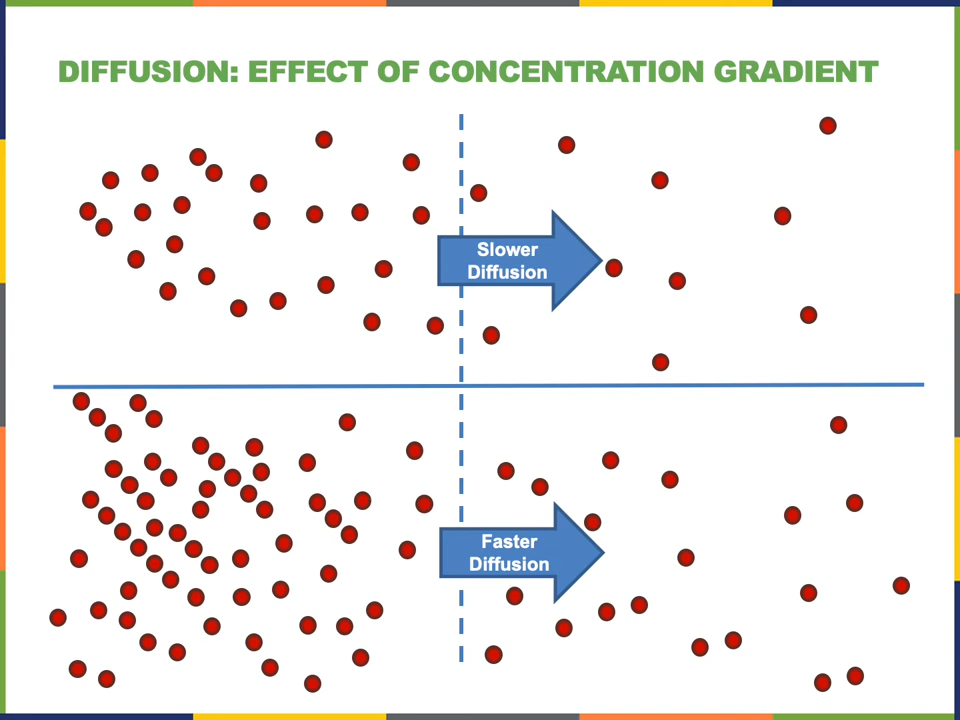 DIFFUSION: EFFECT OF CONCENTRATION GRADIENT
Slower
Diffusion
Faster
Diffusion